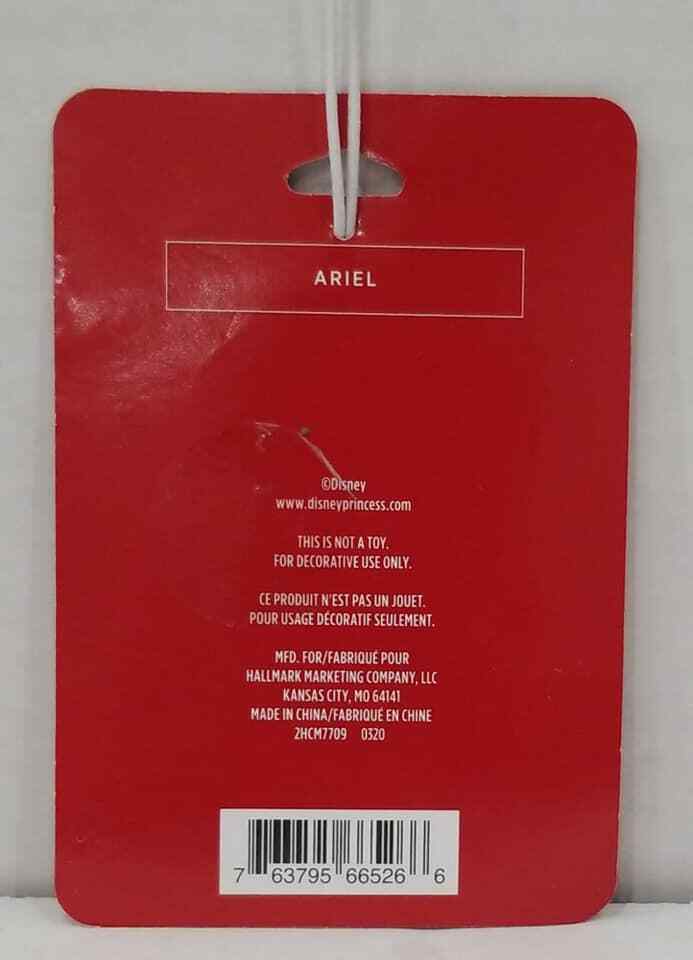 ARIEL
©Disney
www.disneyprincess.com
THIS IS NOT A TOY.
FOR DECORATIVE USE ONLY.
CE PRODUIT N'EST PAS UN JOUET.
POUR USAGE DÉCORATIF SEULEMENT.
MFD. FOR/FABRIQUÉ POUR
HALLMARK MARKETING COMPANY, LLC
KANSAS CITY, MO 64141
MADE IN CHINA/FABRIQUÉ EN CHINE
2HCM7709 0320
7 63795 66526 6